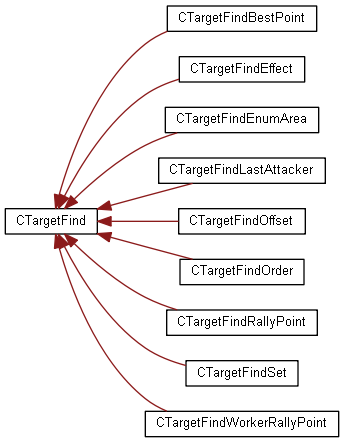 CTargetFindBestPoint
CTargetFindEffect
CTargetFindEnumArea
CTargetFindLastAttacker
CTargetFind
CTargetFindOffset
CTargetFindOrder
CTargetFindRallyPoint
CTargetFindSet
CTargetFindWorkerRallyPoint